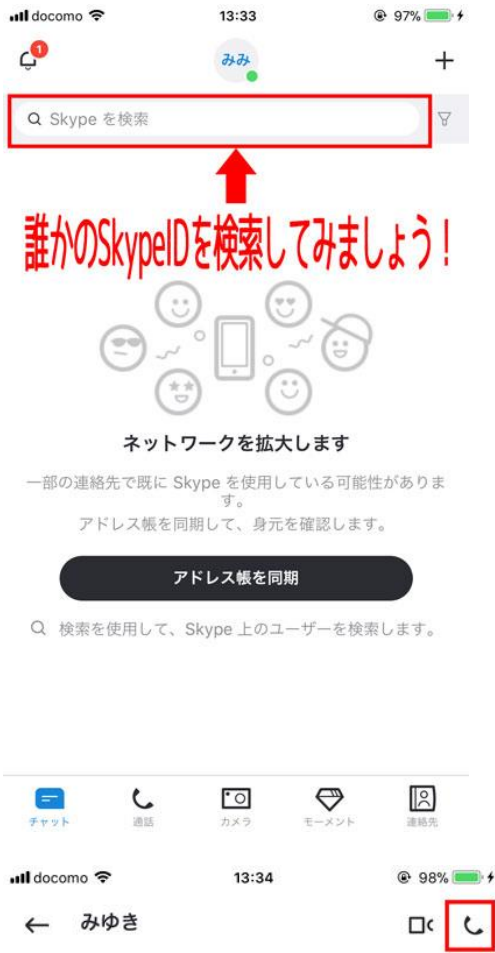 docomo 13:33 97%
1
みみ
Skype を検索
誰かのSkypeIDを検索してみましょう！
ネットワークを拡大します
一部の連絡先で既に Skype を使用している可能性がありま
す。
アドレス帳を同期して、身元を確認します。
アドレス帳を同期
検索を使用して、Skype 上のユーザーを検索します。
チャット 通話 カメラ モーメント 連絡先
docomo 13:34 98%
みゆき